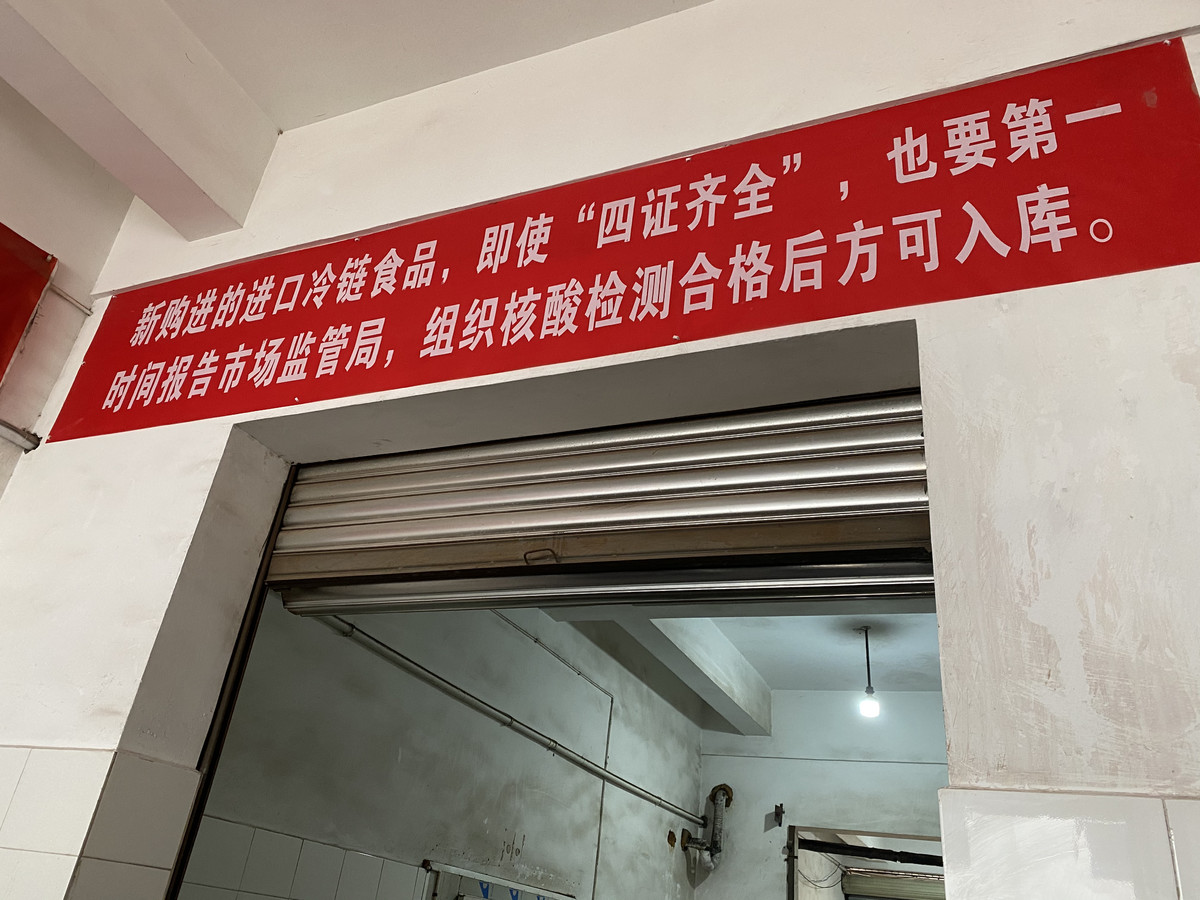 新购进的进口冷链食品，即使“四证齐全”，也要第一
时间报告市场监管局，组织核酸检测合格后方可入库。